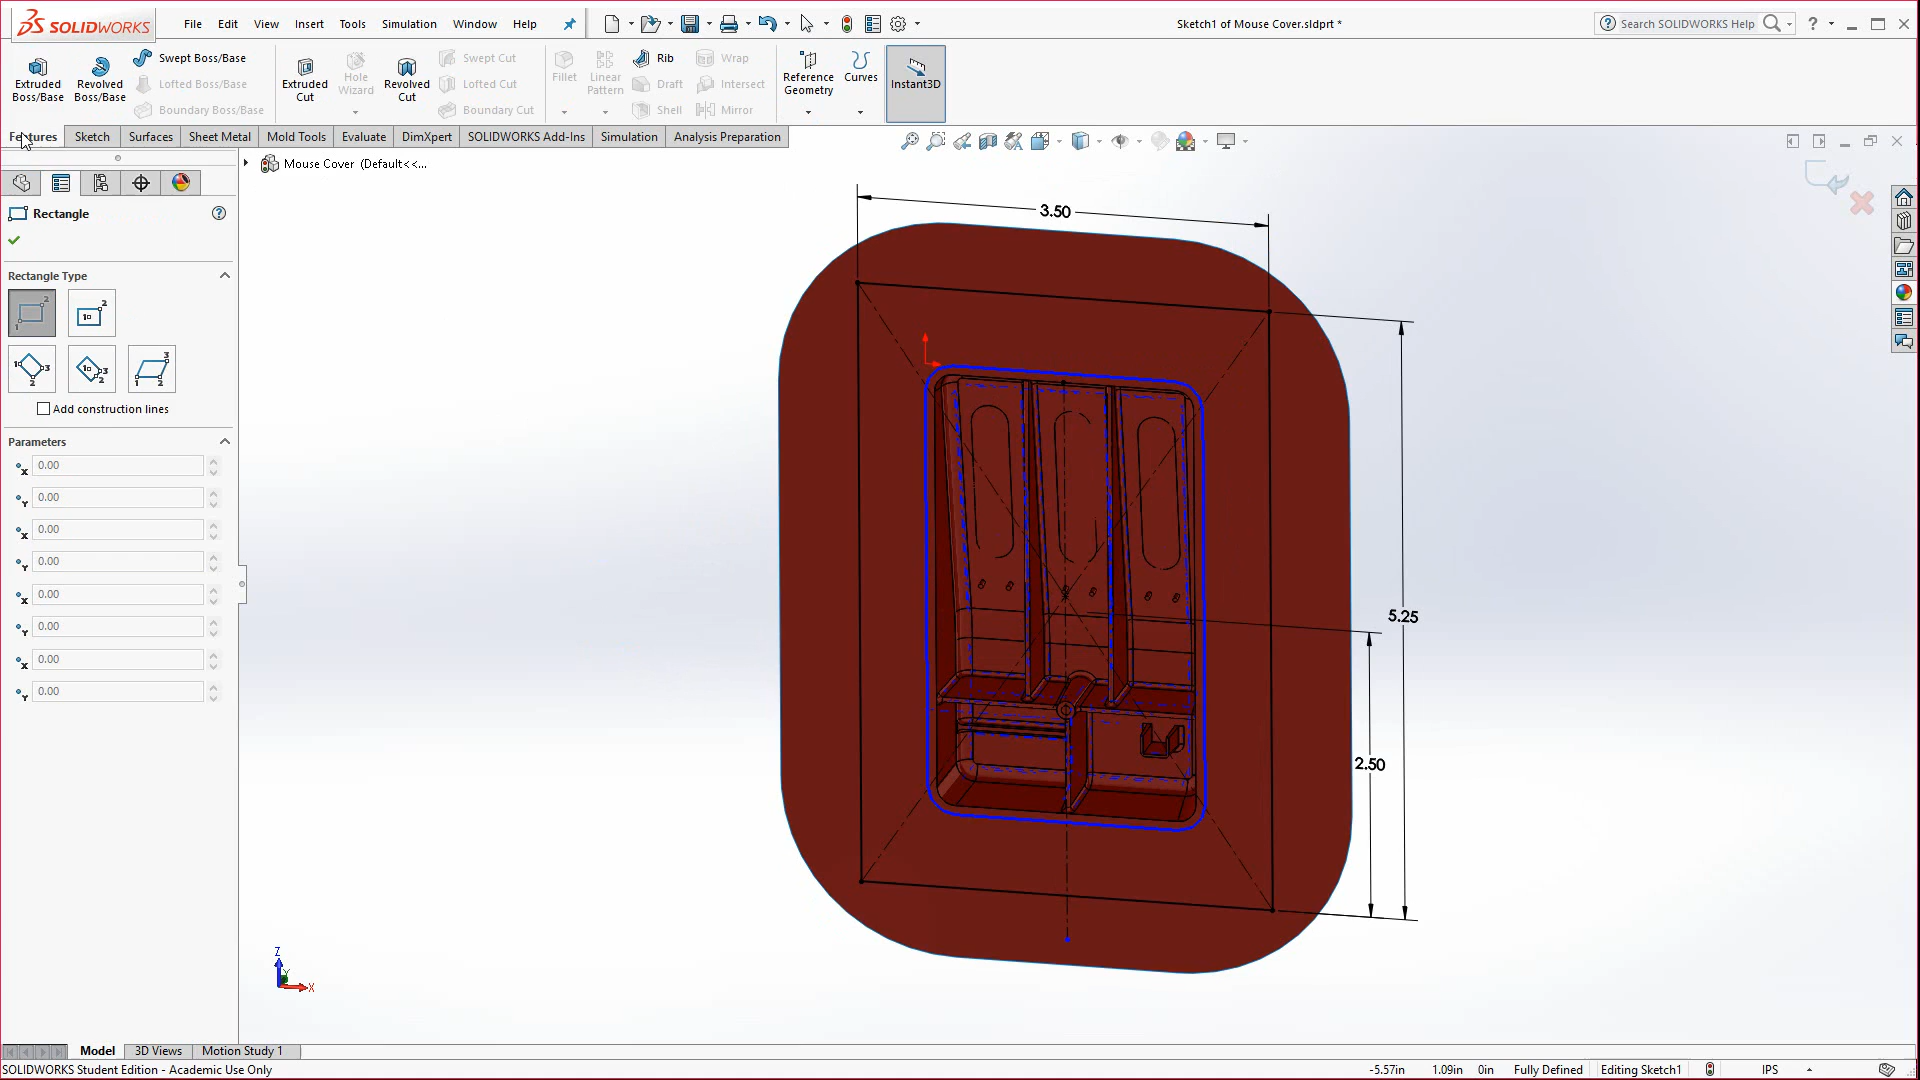 SOLIDWORKS
File Edit View Insert Tools Simulation Window Help
Sketch1 of Mouse Cover.sldprt *
Search SOLIDWORKS Help
Extruded Boss/Base
Revolved Boss/Base
Swept Boss/Base
Lofted Boss/Base
Boundary Boss/Base
Extruded Cut
Hole Wizard
Revolved Cut
Swept Cut
Lofted Cut
Boundary Cut
Fillet
Linear Pattern
Rib
Draft
Shell
Wrap
Intersect
Mirror
Reference Geometry
Curves
Instant3D
Features Sketch Surfaces Sheet Metal Mold Tools Evaluate DimXpert SOLIDWORKS Add-Ins Simulation Analysis Preparation
Mouse Cover (Default<<...
Rectangle
Rectangle Type
Add construction lines
Parameters
0.00
0.00
0.00
0.00
0.00
0.00
0.00
0.00
3.50
5.25
2.50
Z
Y
X
Model 3D Views Motion Study 1
SOLIDWORKS Student Edition - Academic Use Only
-5.57in 1.09in 0in Fully Defined Editing Sketch1 IPS